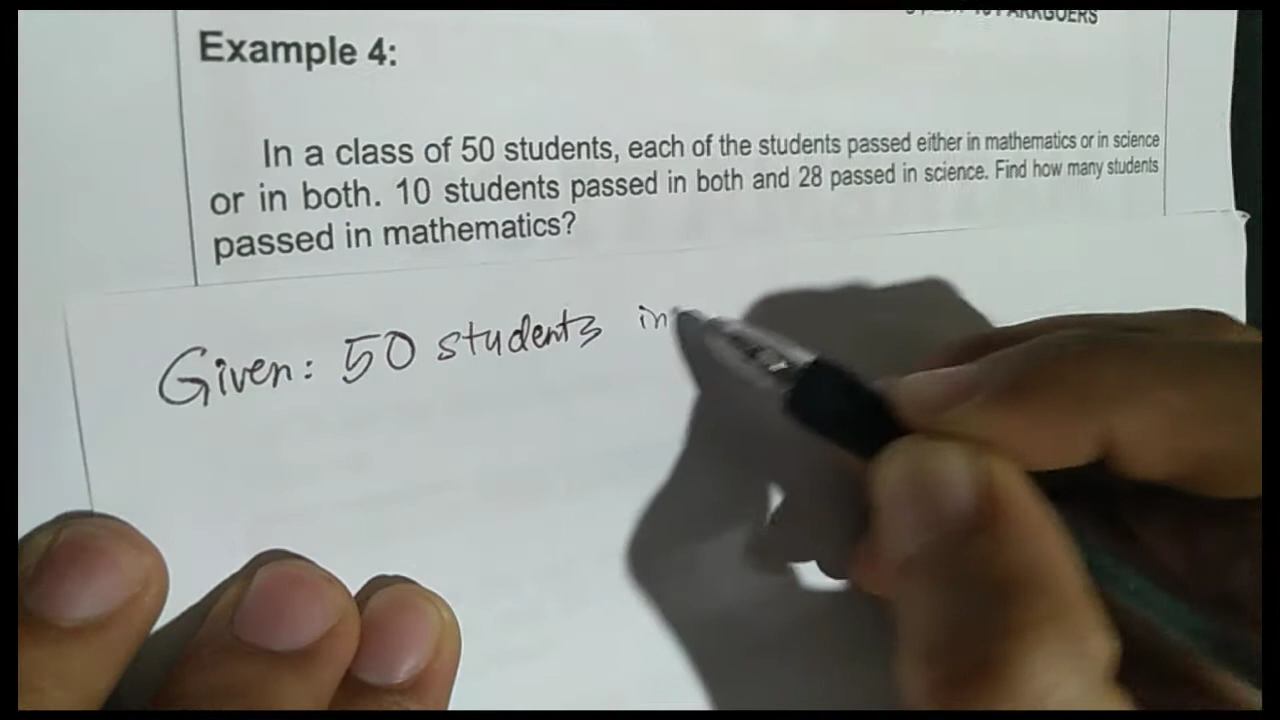 Example 4:
In a class of 50 students, each of the students passed either in mathematics or in science
or in both. 10 students passed in both and 28 passed in science. Find how many students
passed in mathematics?
Given: 50 students in